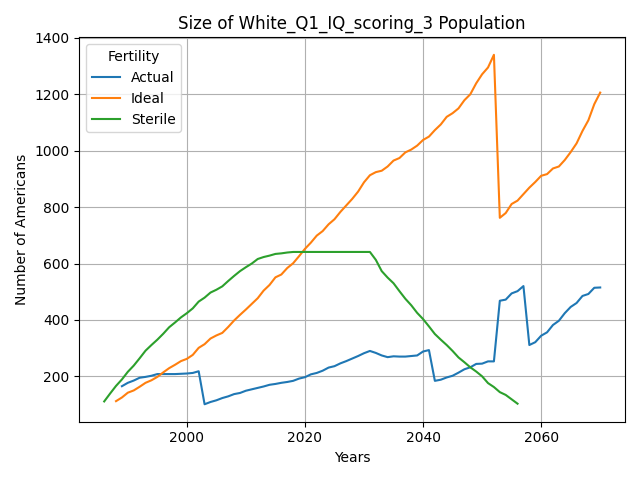 Size of White_Q1_IQ_scoring_3 Population
Fertility
Actual
Ideal
Sterile
Number of Americans
1400
1200
1000
800
600
400
200
2000
2020
2040
2060
Years